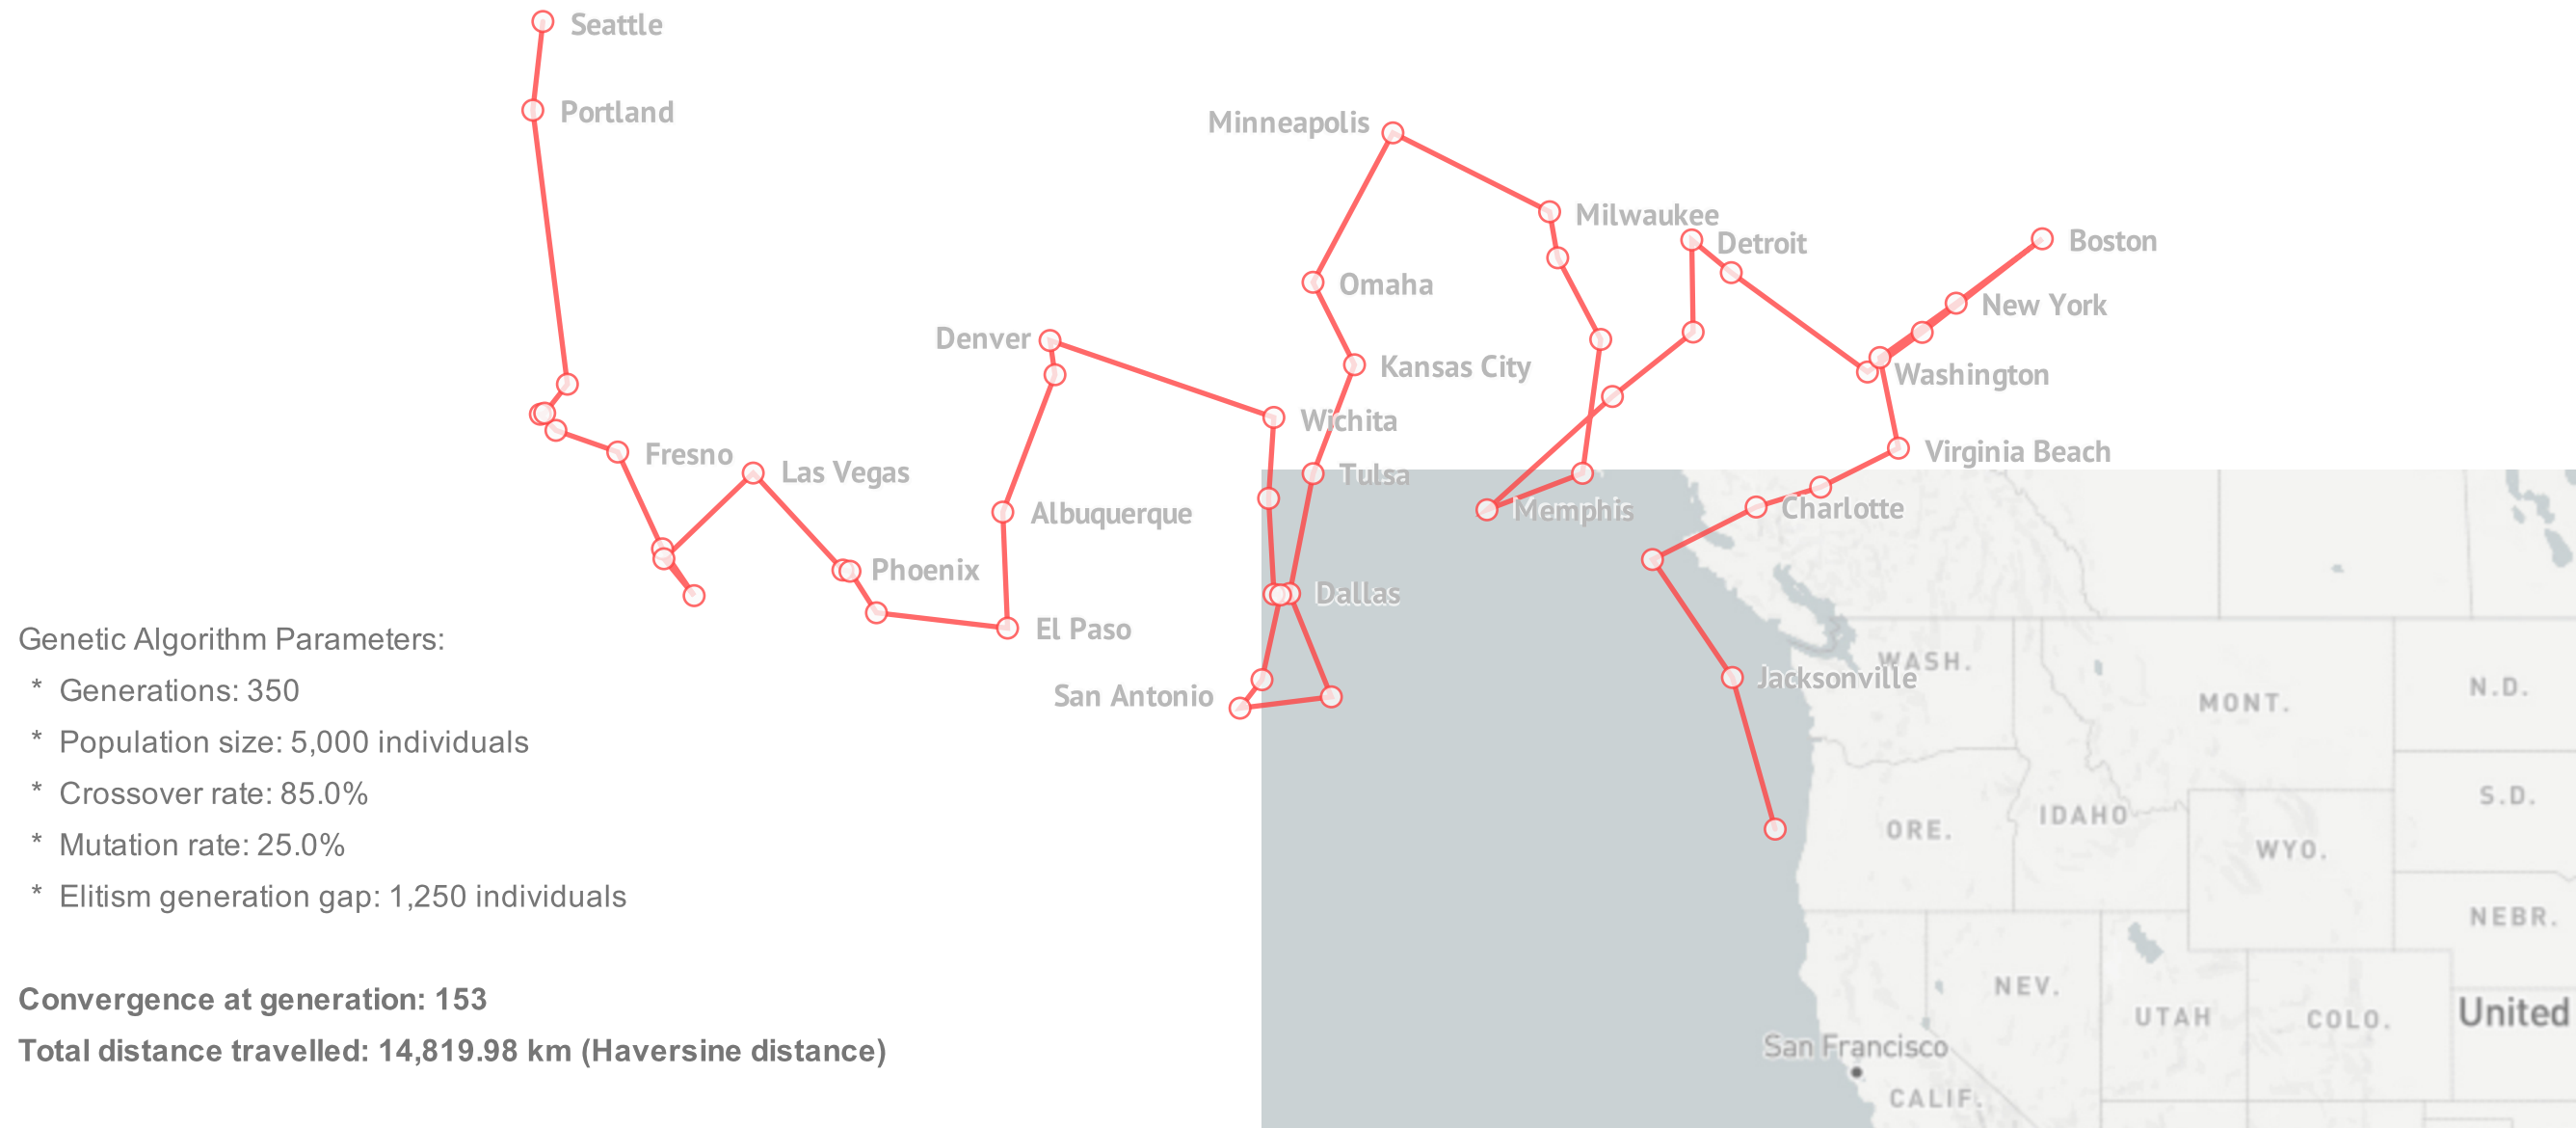 Seattle
Portland
Minneapolis
Milwaukee
Detroit
Boston
Omaha
New York
Denver
Kansas City
Washington
Wichita
Fresno
Las Vegas
Tulsa
Virginia Beach
Albuquerque
Memphis
Charlotte
Phoenix
Dallas
El Paso
San Antonio
Jacksonville
WASH.
MONT.
N.D.
ORE.
IDAHO
S.D.
WYO.
NEBR.
NEV.
UTAH
COLO.
United
San Francisco
CALIF.
Genetic Algorithm Parameters:
* Generations: 350
* Population size: 5,000 individuals
* Crossover rate: 85.0%
* Mutation rate: 25.0%
* Elitism generation gap: 1,250 individuals
Convergence at generation: 153
Total distance travelled: 14,819.98 km (Haversine distance)